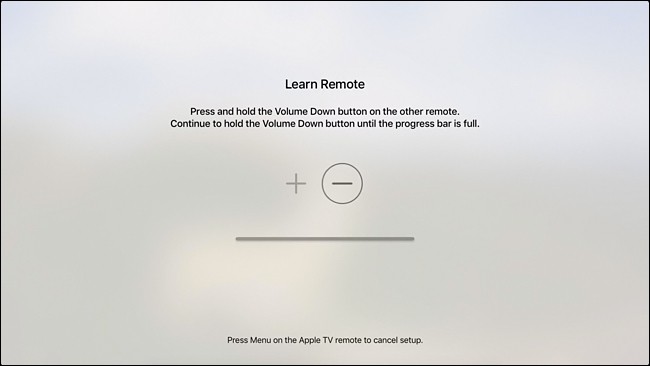 Learn Remote
Press and hold the Volume Down button on the other remote.
Continue to hold the Volume Down button until the progress bar is full.
+ −
Press Menu on the Apple TV remote to cancel setup.